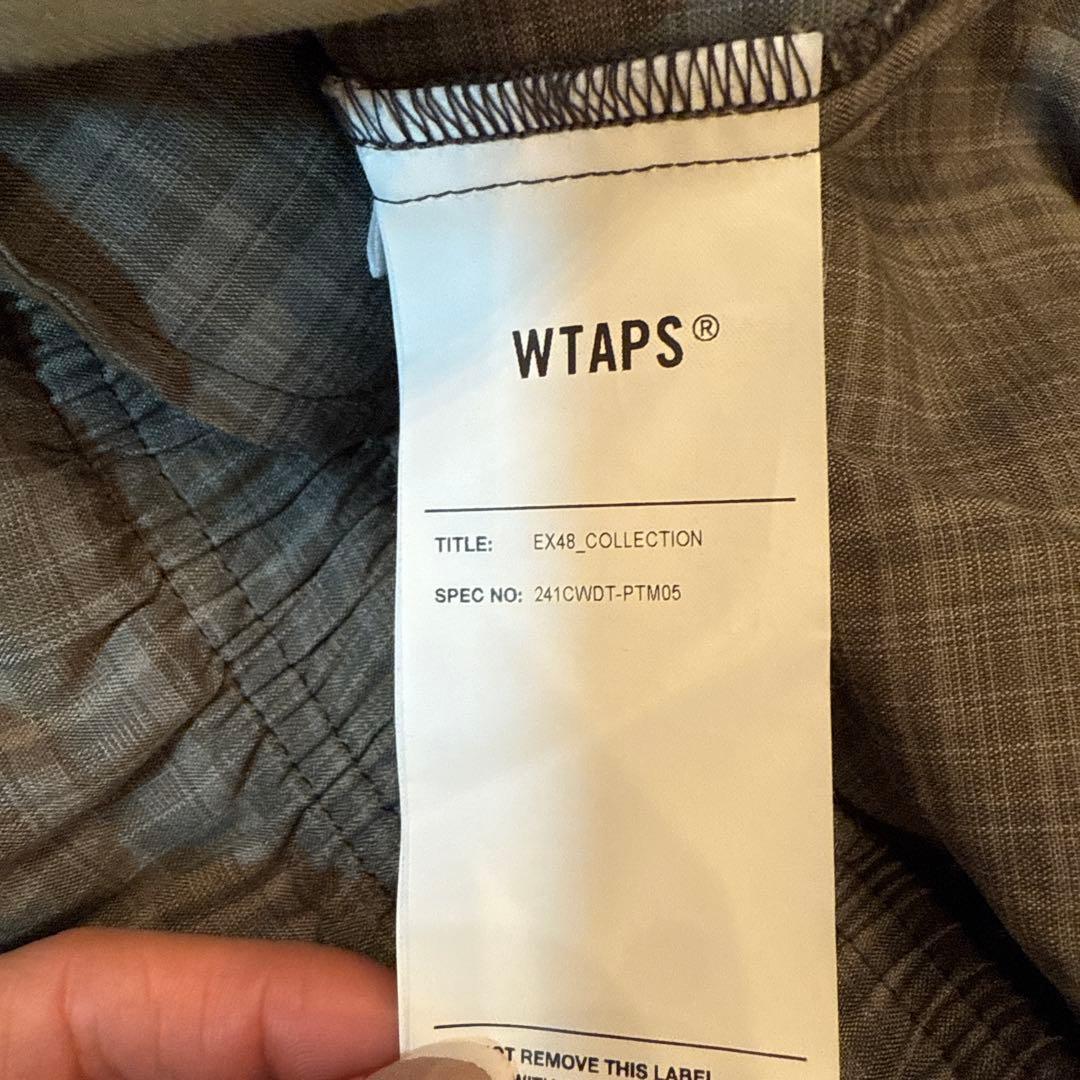 WTAPS®
TITLE: EX48_COLLECTION
SPEC NO: 241CWDT-PTM05
REMOVE THIS LABEL